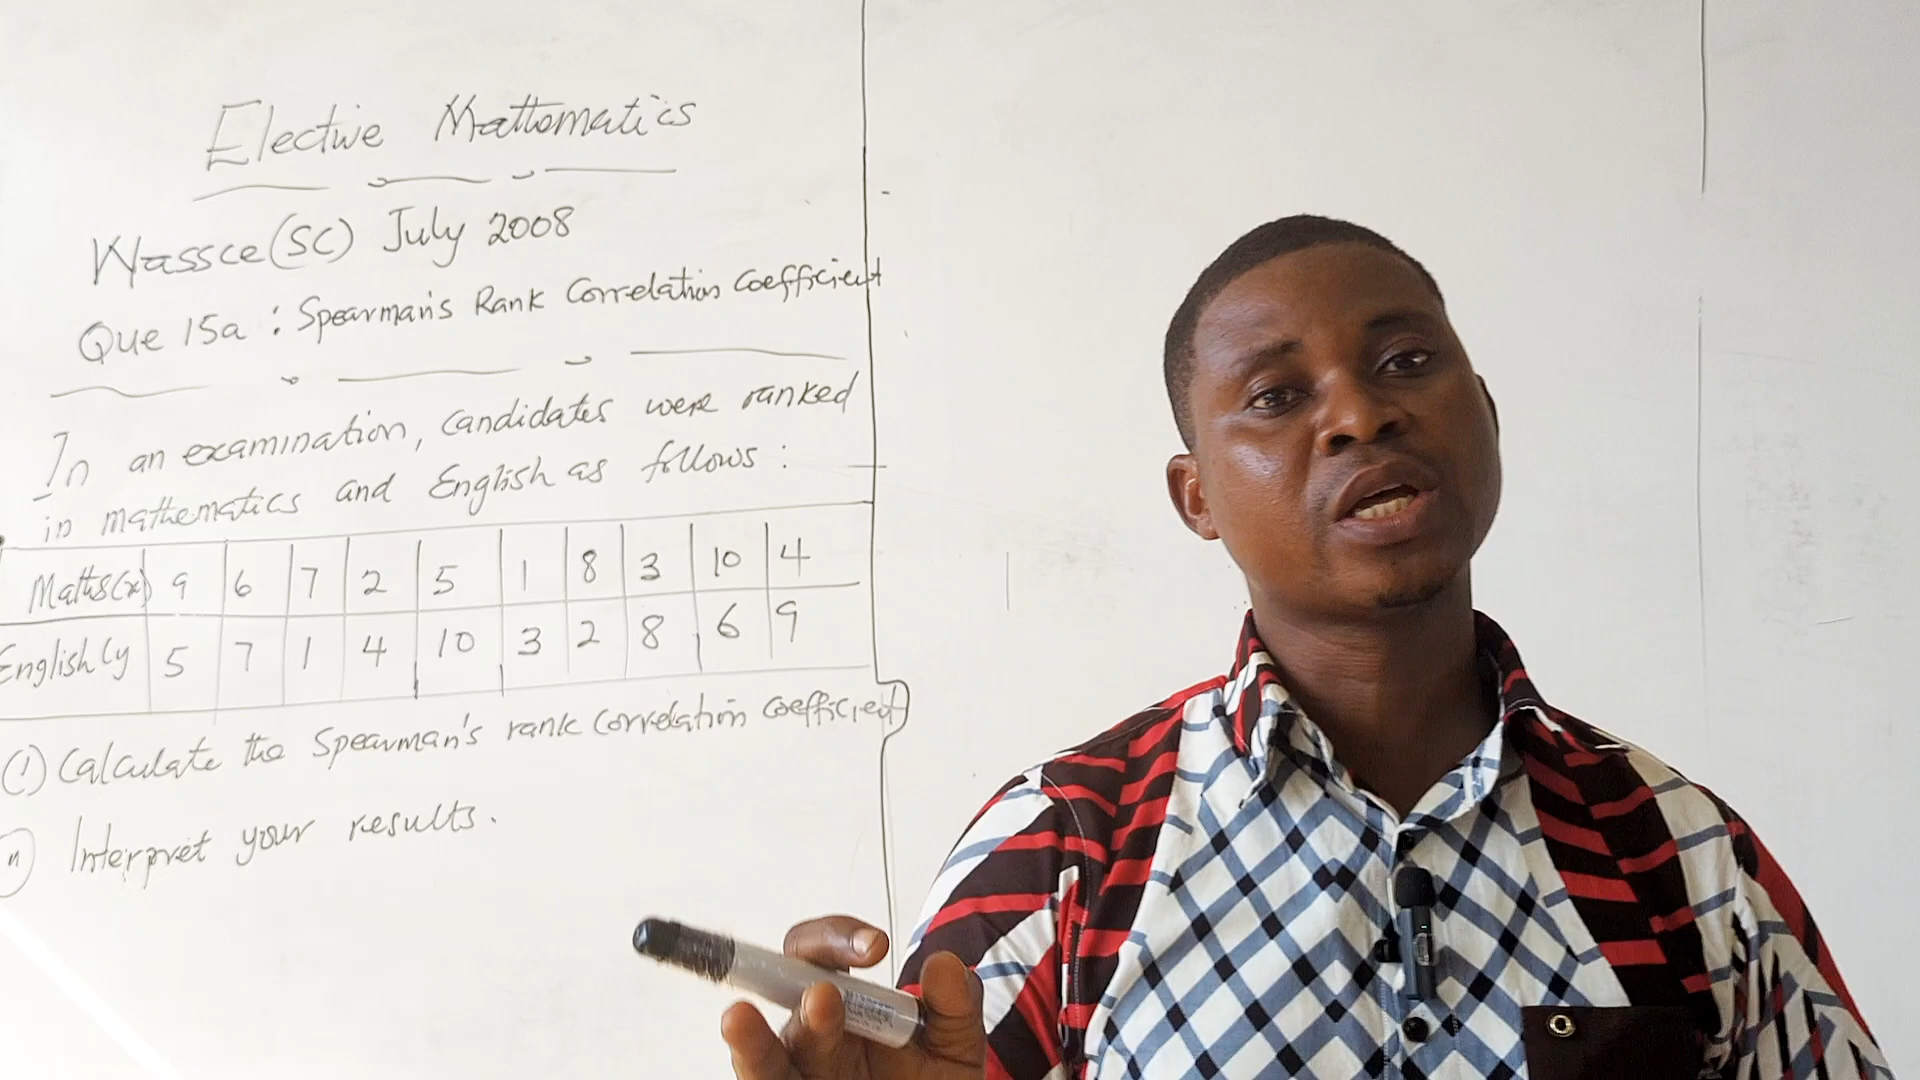 Elective Mathematics
Wassce (SC) July 2008
Que 15a : Spearman's Rank Correlation Coefficient
In an examination, candidates were ranked
in mathematics and English as follows :
Maths(x) 9 6 7 2 5 1 8 3 10 4
English (y 5 7 1 4 10 3 2 8 6 9
(i) Calculate the Spearman's rank correlation coefficient
(ii) Interpret your results.